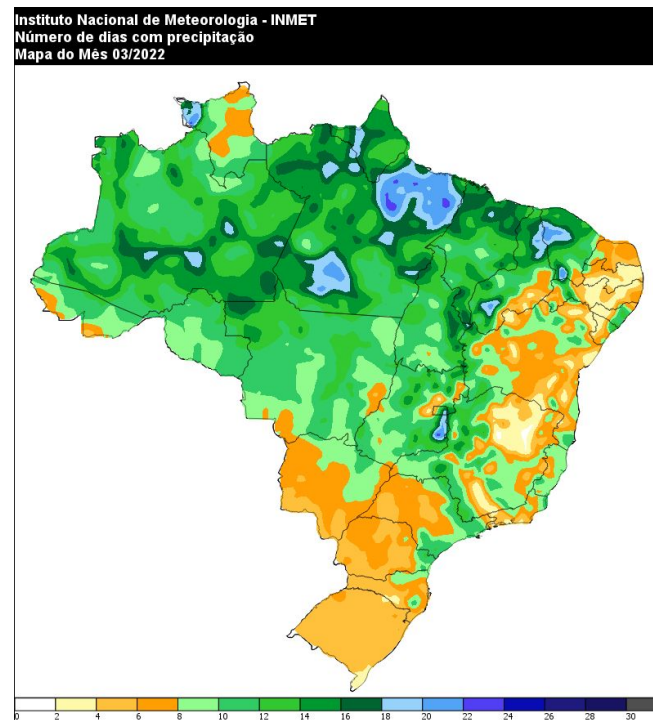 Instituto Nacional de Meteorologia - INMET
Número de dias com precipitação
Mapa do Mês 03/2022
0 2 4 6 8 10 12 14 16 18 20 22 24 26 28 30